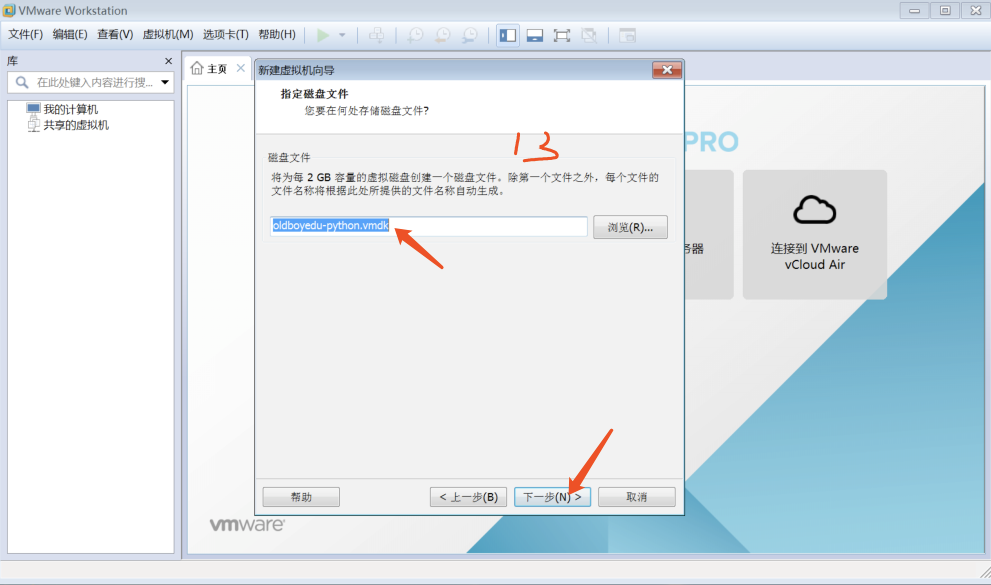 VMware Workstation
文件(F) 编辑(E) 查看(V) 虚拟机(M) 选项卡(T) 帮助(H)
库
在此处键入内容进行搜...
我的计算机
共享的虚拟机
主页
新建虚拟机向导
指定磁盘文件
您要在何处存储磁盘文件?
13
磁盘文件
将为每 2 GB 容量的虚拟磁盘创建一个磁盘文件。除第一个文件之外，每个文件的
文件名称将根据此处所提供的文件名称自动生成。
oldboyedu-python.vmdk
浏览(R)...
帮助
< 上一步(B)
下一步(N) >
取消
PRO
务器
连接到 VMware
vCloud Air
vmware